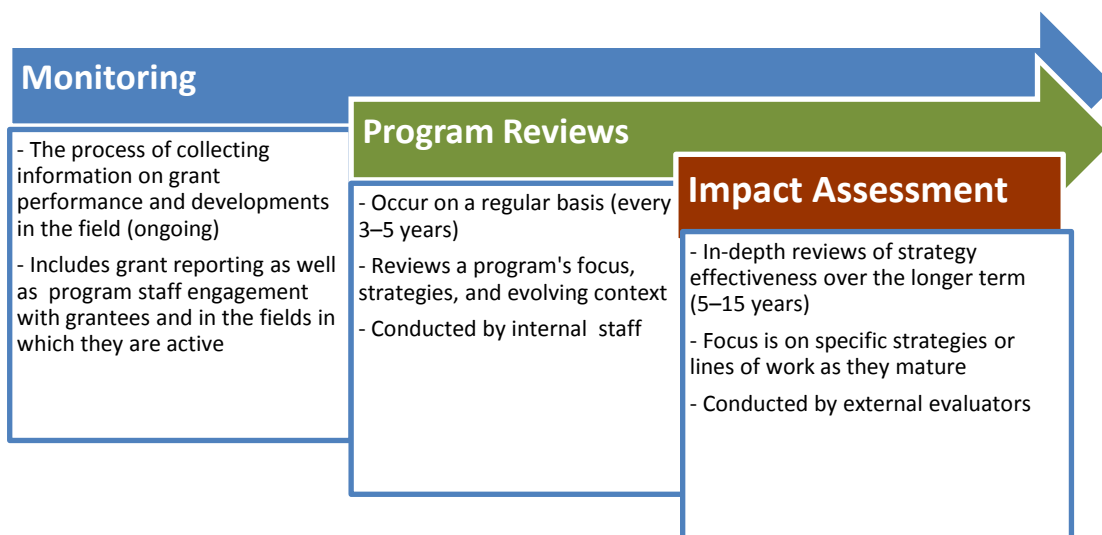 Monitoring
- The process of collecting
information on grant
performance and developments
in the field (ongoing)
- Includes grant reporting as well
as program staff engagement
with grantees and in the fields in
which they are active
Program Reviews
- Occur on a regular basis (every
3–5 years)
- Reviews a program's focus,
strategies, and evolving context
- Conducted by internal staff
Impact Assessment
- In-depth reviews of strategy
effectiveness over the longer term
(5–15 years)
- Focus is on specific strategies or
lines of work as they mature
- Conducted by external evaluators